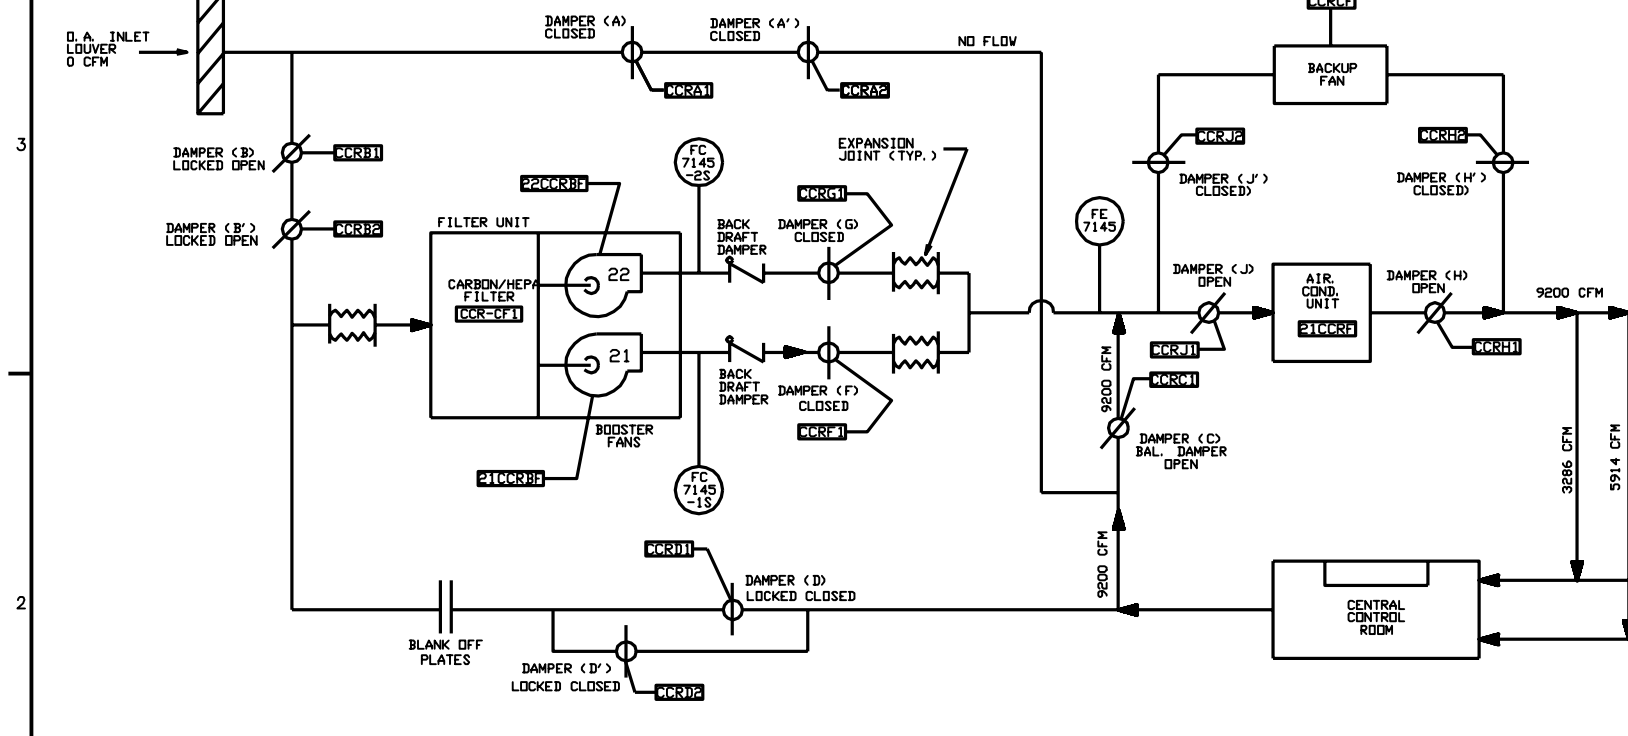 CCRCF
DAMPER (A)
CLOSED
DAMPER (A')
CLOSED
O.A. INLET
LOUVER
0 CFM
NO FLOW
BACKUP
FAN
CCRA1
CCRA2
3
DAMPER (B)
LOCKED OPEN
CCRB1
FC
7145
-2S
EXPANSION
JOINT (TYP.)
CCRJ2
CCRH2
DAMPER (J')
CLOSED)
DAMPER (H')
CLOSED)
22CCRBF
CCRG1
DAMPER (B')
LOCKED OPEN
CCRB2
FILTER UNIT
BACK
DRAFT
DAMPER
DAMPER (G)
CLOSED
FE
7145
CARBON/HEPA
FILTER
CCR-CF1
22
DAMPER (J)
OPEN
AIR.
COND.
UNIT
21CCRF
DAMPER (H)
OPEN
9200 CFM
21
BACK
DRAFT
DAMPER
DAMPER (F)
CLOSED
CCRJ1
CCRH1
9200 CFM
CCRC1
CCRF1
BOOSTER
FANS
DAMPER (C)
BAL. DAMPER
OPEN
3286 CFM
5914 CFM
21CCRBF
FC
7145
-1S
CCRD1
9200 CFM
2
DAMPER (D)
LOCKED CLOSED
CENTRAL
CONTROL
ROOM
BLANK OFF
PLATES
DAMPER (D')
LOCKED CLOSED
CCRD2